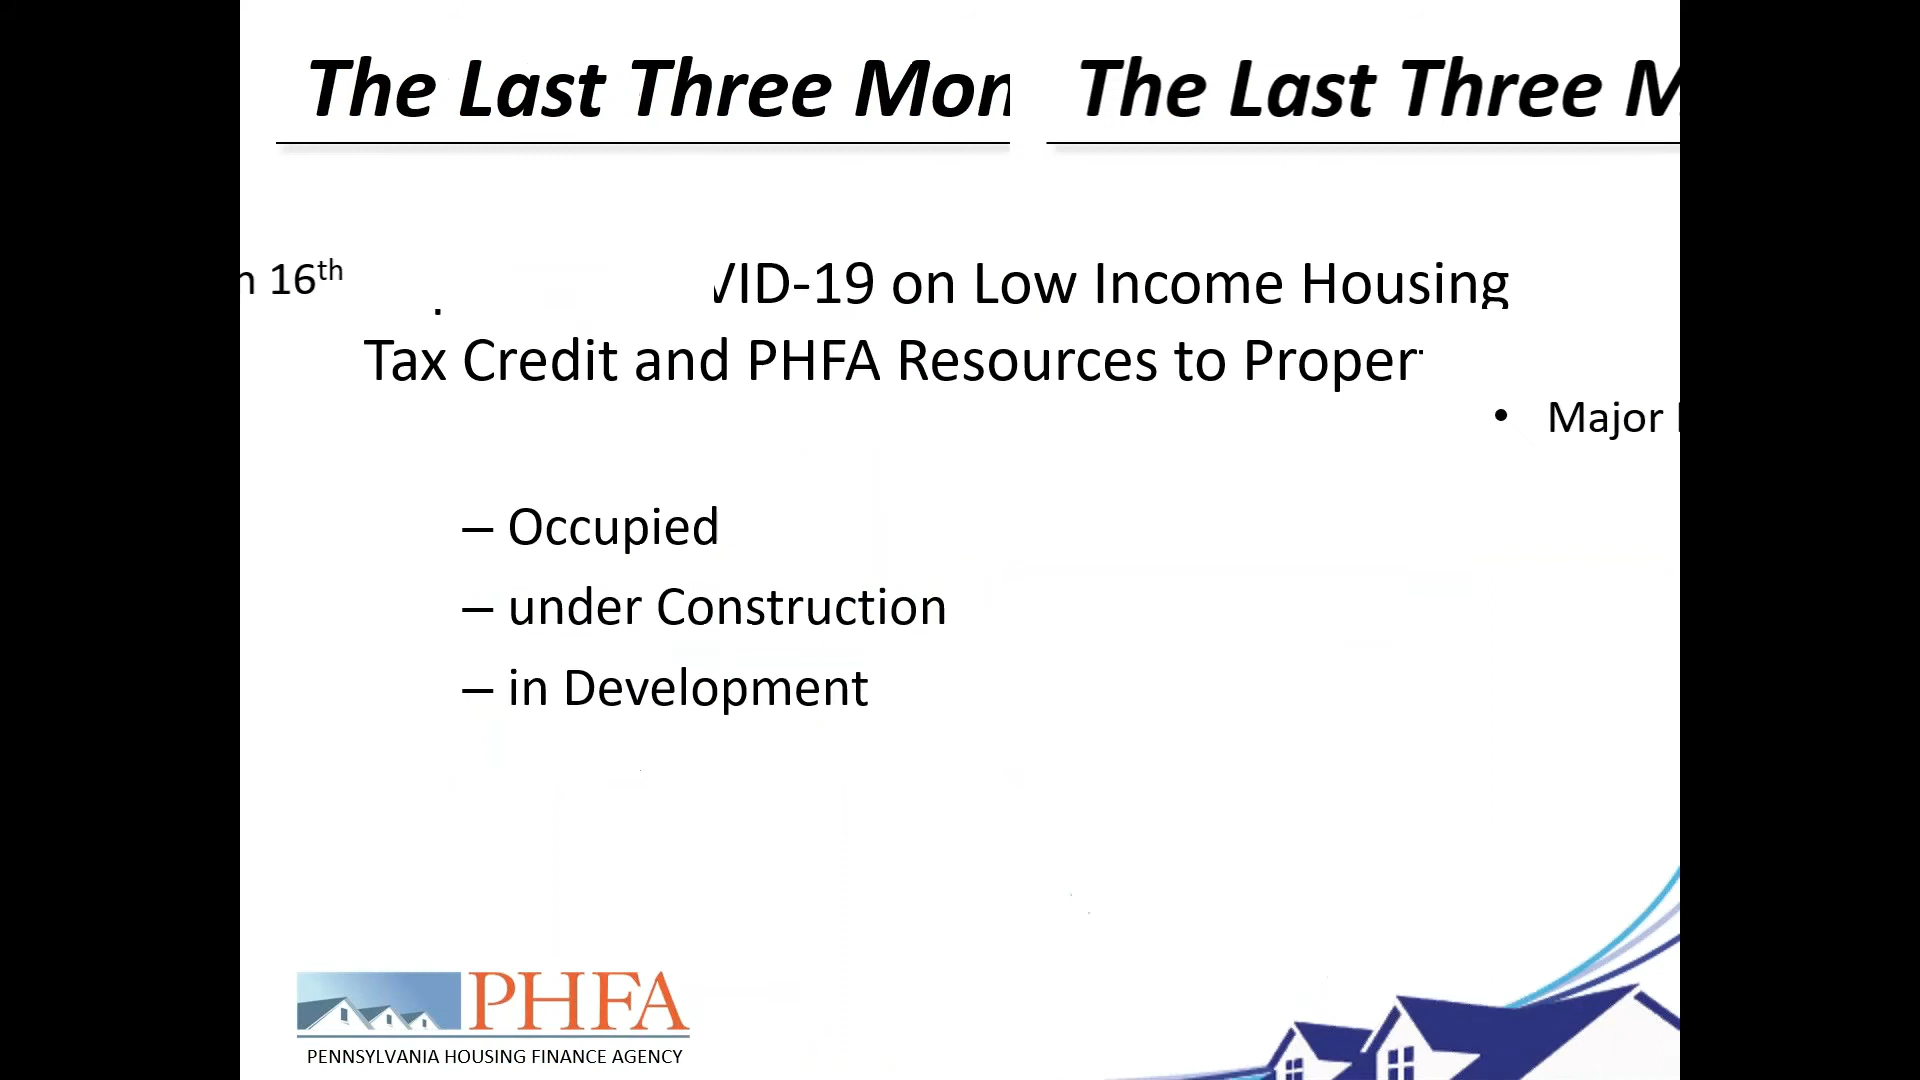 The Last Three Mon The Last Three M
n 16th
VID-19 on Low Income Housing
Tax Credit and PHFA Resources to Proper
• Major
– Occupied
– under Construction
– in Development
PHFA
PENNSYLVANIA HOUSING FINANCE AGENCY